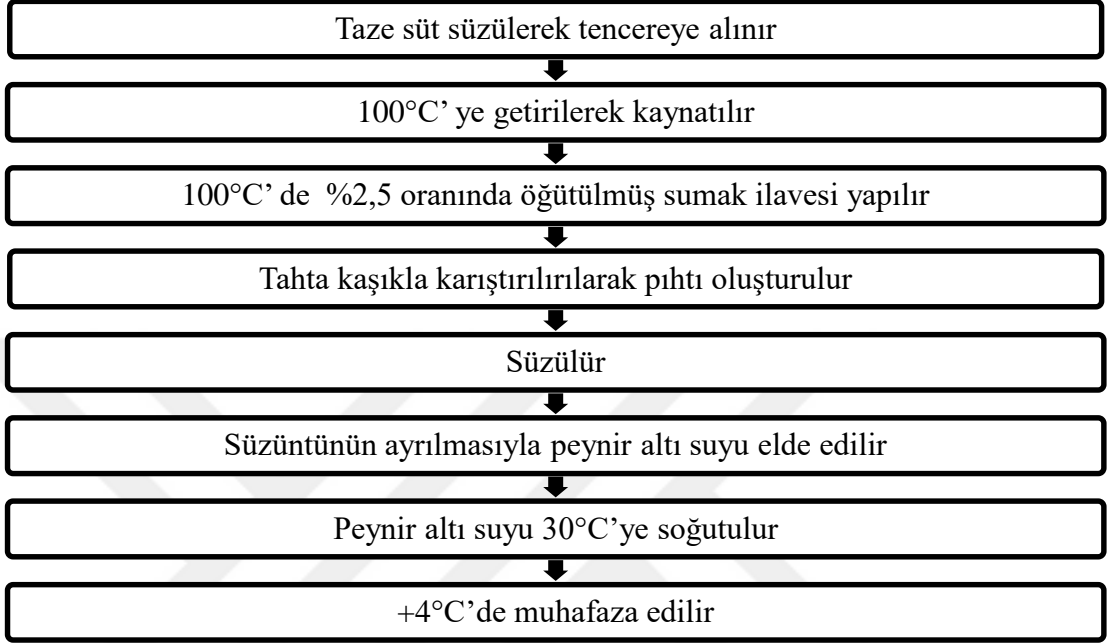 Taze süt süzülerek tencereye alınır
100°C’ ye getirilerek kaynatılır
100°C’ de %2,5 oranında öğütülmüş sumak ilavesi yapılır
Tahta kaşıkla karıştırılırılarak pıhtı oluşturulur
Süzülür
Süzüntünün ayrılmasıyla peynir altı suyu elde edilir
Peynir altı suyu 30°C’ye soğutulur
+4°C’de muhafaza edilir